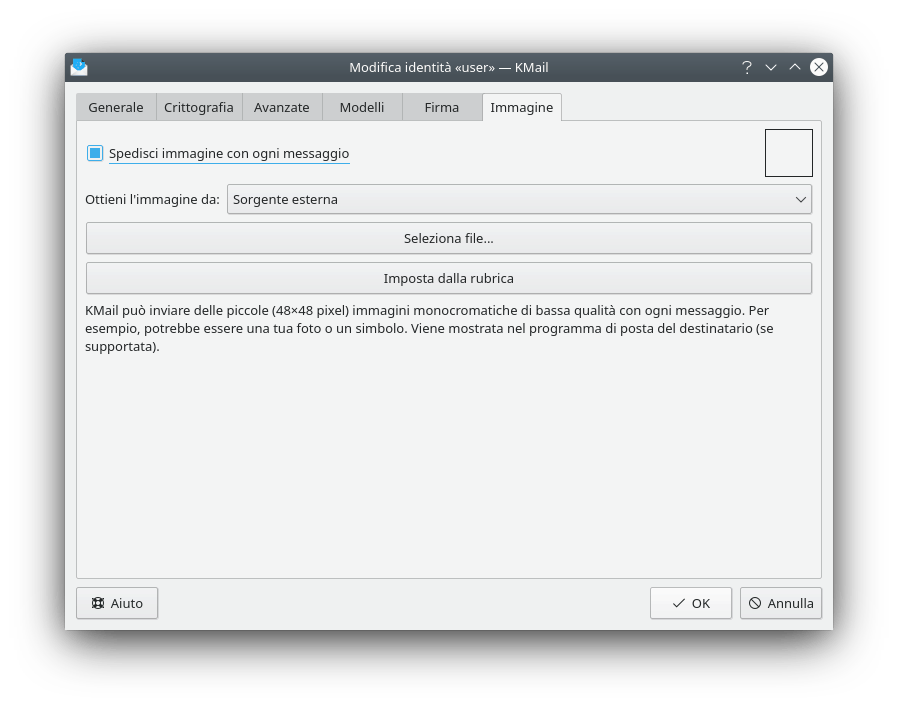 Modifica identità «user» — KMail
Generale Crittografia Avanzate Modelli Firma Immagine
Spedisci immagine con ogni messaggio
Ottieni l'immagine da: Sorgente esterna
Seleziona file...
Imposta dalla rubrica
KMail può inviare delle piccole (48×48 pixel) immagini monocromatiche di bassa qualità con ogni messaggio. Per
esempio, potrebbe essere una tua foto o un simbolo. Viene mostrata nel programma di posta del destinatario (se
supportata).
Aiuto OK Annulla